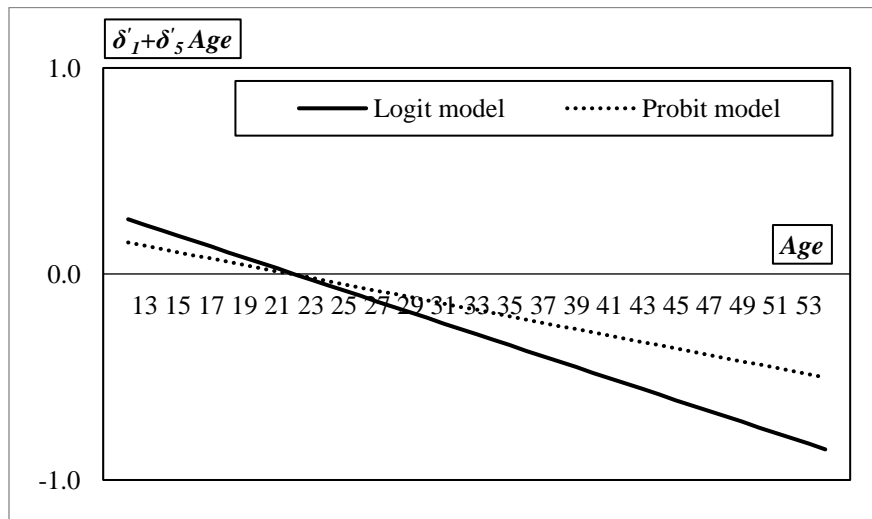 δ'1+δ'5 Age
1.0
Logit model Probit model
Age
0.0
13 15 17 19 21 23 25 27 29 31 33 35 37 39 41 43 45 47 49 51 53
-1.0